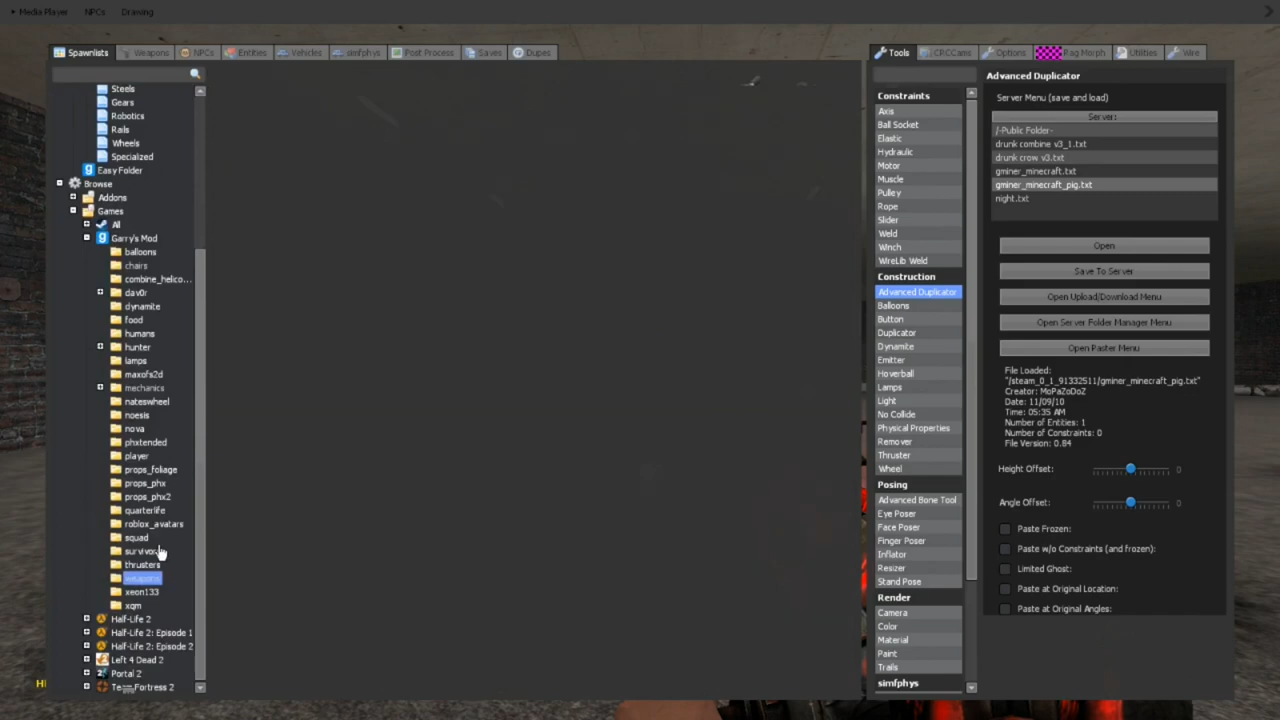 Media Player NPCs Drawing
Spawnlists Weapons NPCs Entities Vehicles simfphys Post Process Saves Dupes
Steels
Gears
Robotics
Rails
Wheels
Specialized
Easy Folder
Browse
Addons
Games
All
Garry's Mod
balloons
chairs
combine_helico...
dav0r
dynamite
food
humans
hunter
lamps
maxofs2d
mechanics
nateswheel
noesis
nova
phxtended
player
props_foliage
props_phx
props_phx2
quarterlife
roblox_avatars
squad
survivors
thrusters
weapons
xeon133
xqm
Half-Life 2
Half-Life 2: Episode 1
Half-Life 2: Episode 2
Left 4 Dead 2
Portal 2
Team Fortress 2
Tools CPCCams Options Rag Morph Utilities Wire
Constraints
Axis
Ball Socket
Elastic
Hydraulic
Motor
Muscle
Pulley
Rope
Slider
Weld
Winch
WireLib Weld
Construction
Advanced Duplicator
Balloons
Button
Duplicator
Dynamite
Emitter
Hoverball
Lamps
Light
No Collide
Physical Properties
Remover
Thruster
Wheel
Posing
Advanced Bone Tool
Eye Poser
Face Poser
Finger Poser
Inflator
Resizer
Stand Pose
Render
Camera
Color
Material
Paint
Trails
simfphys
Advanced Duplicator
Server Menu (save and load)
Server:
/-Public Folder-
drunk combine v3_1.txt
drunk crow v3.txt
gminer_minecraft.txt
gminer_minecraft_pig.txt
night.txt
Open
Save To Server
Open Upload/Download Menu
Open Server Folder Manager Menu
Open Paster Menu
File Loaded:
"/steam_0_1_91332511/gminer_minecraft_pig.txt"
Creator: MoPaZoDoZ
Date: 11/09/10
Time: 05:35 AM
Number of Entities: 1
Number of Constraints: 0
File Version: 0.84
Height Offset: 0
Angle Offset: 0
Paste Frozen:
Paste w/o Constraints (and frozen):
Limited Ghost:
Paste at Original Location:
Paste at Original Angles: